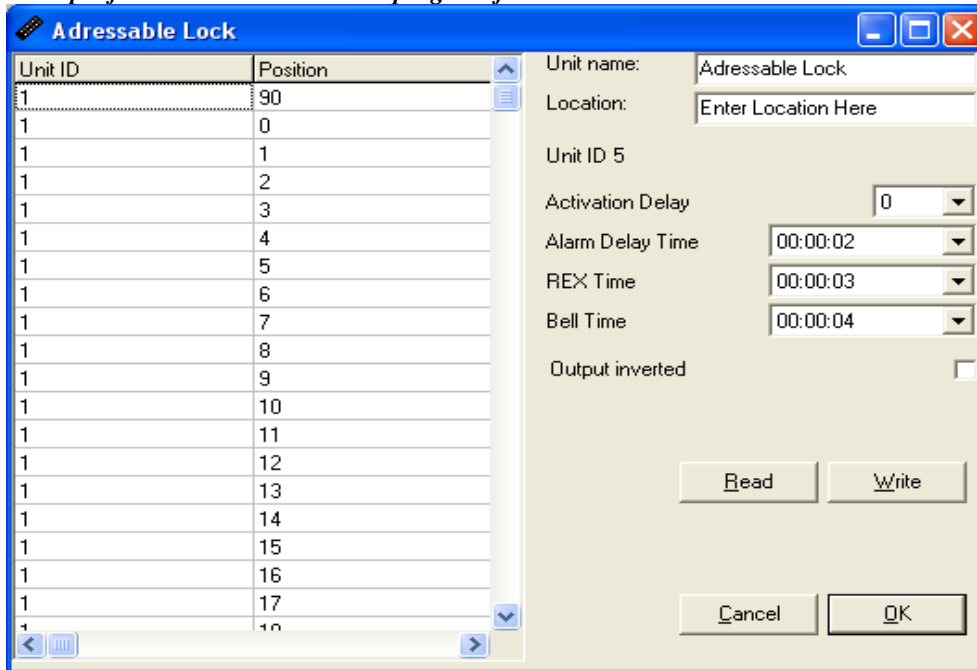 Adressable Lock
Unit ID Position
1 90
1 0
1 1
1 2
1 3
1 4
1 5
1 6
1 7
1 8
1 9
1 10
1 11
1 12
1 13
1 14
1 15
1 16
1 17
Unit name: Adressable Lock
Location: Enter Location Here
Unit ID 5
Activation Delay 0
Alarm Delay Time 00:00:02
REX Time 00:00:03
Bell Time 00:00:04
Output inverted
Read Write
Cancel OK